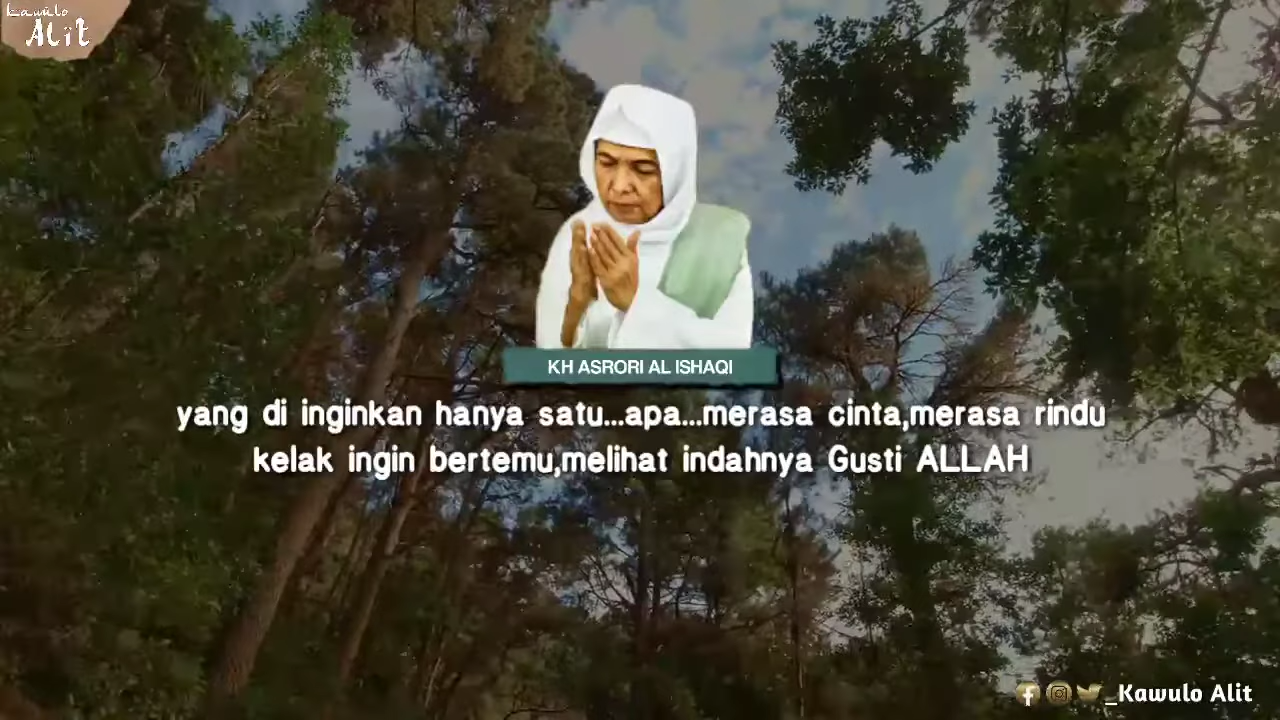 Kawulo
Alit
KH ASRORI AL ISHAQI
yang di inginkan hanya satu...apa...merasa cinta,merasa rindu
kelak ingin bertemu,melihat indahnya Gusti ALLAH
_Kawulo Alit